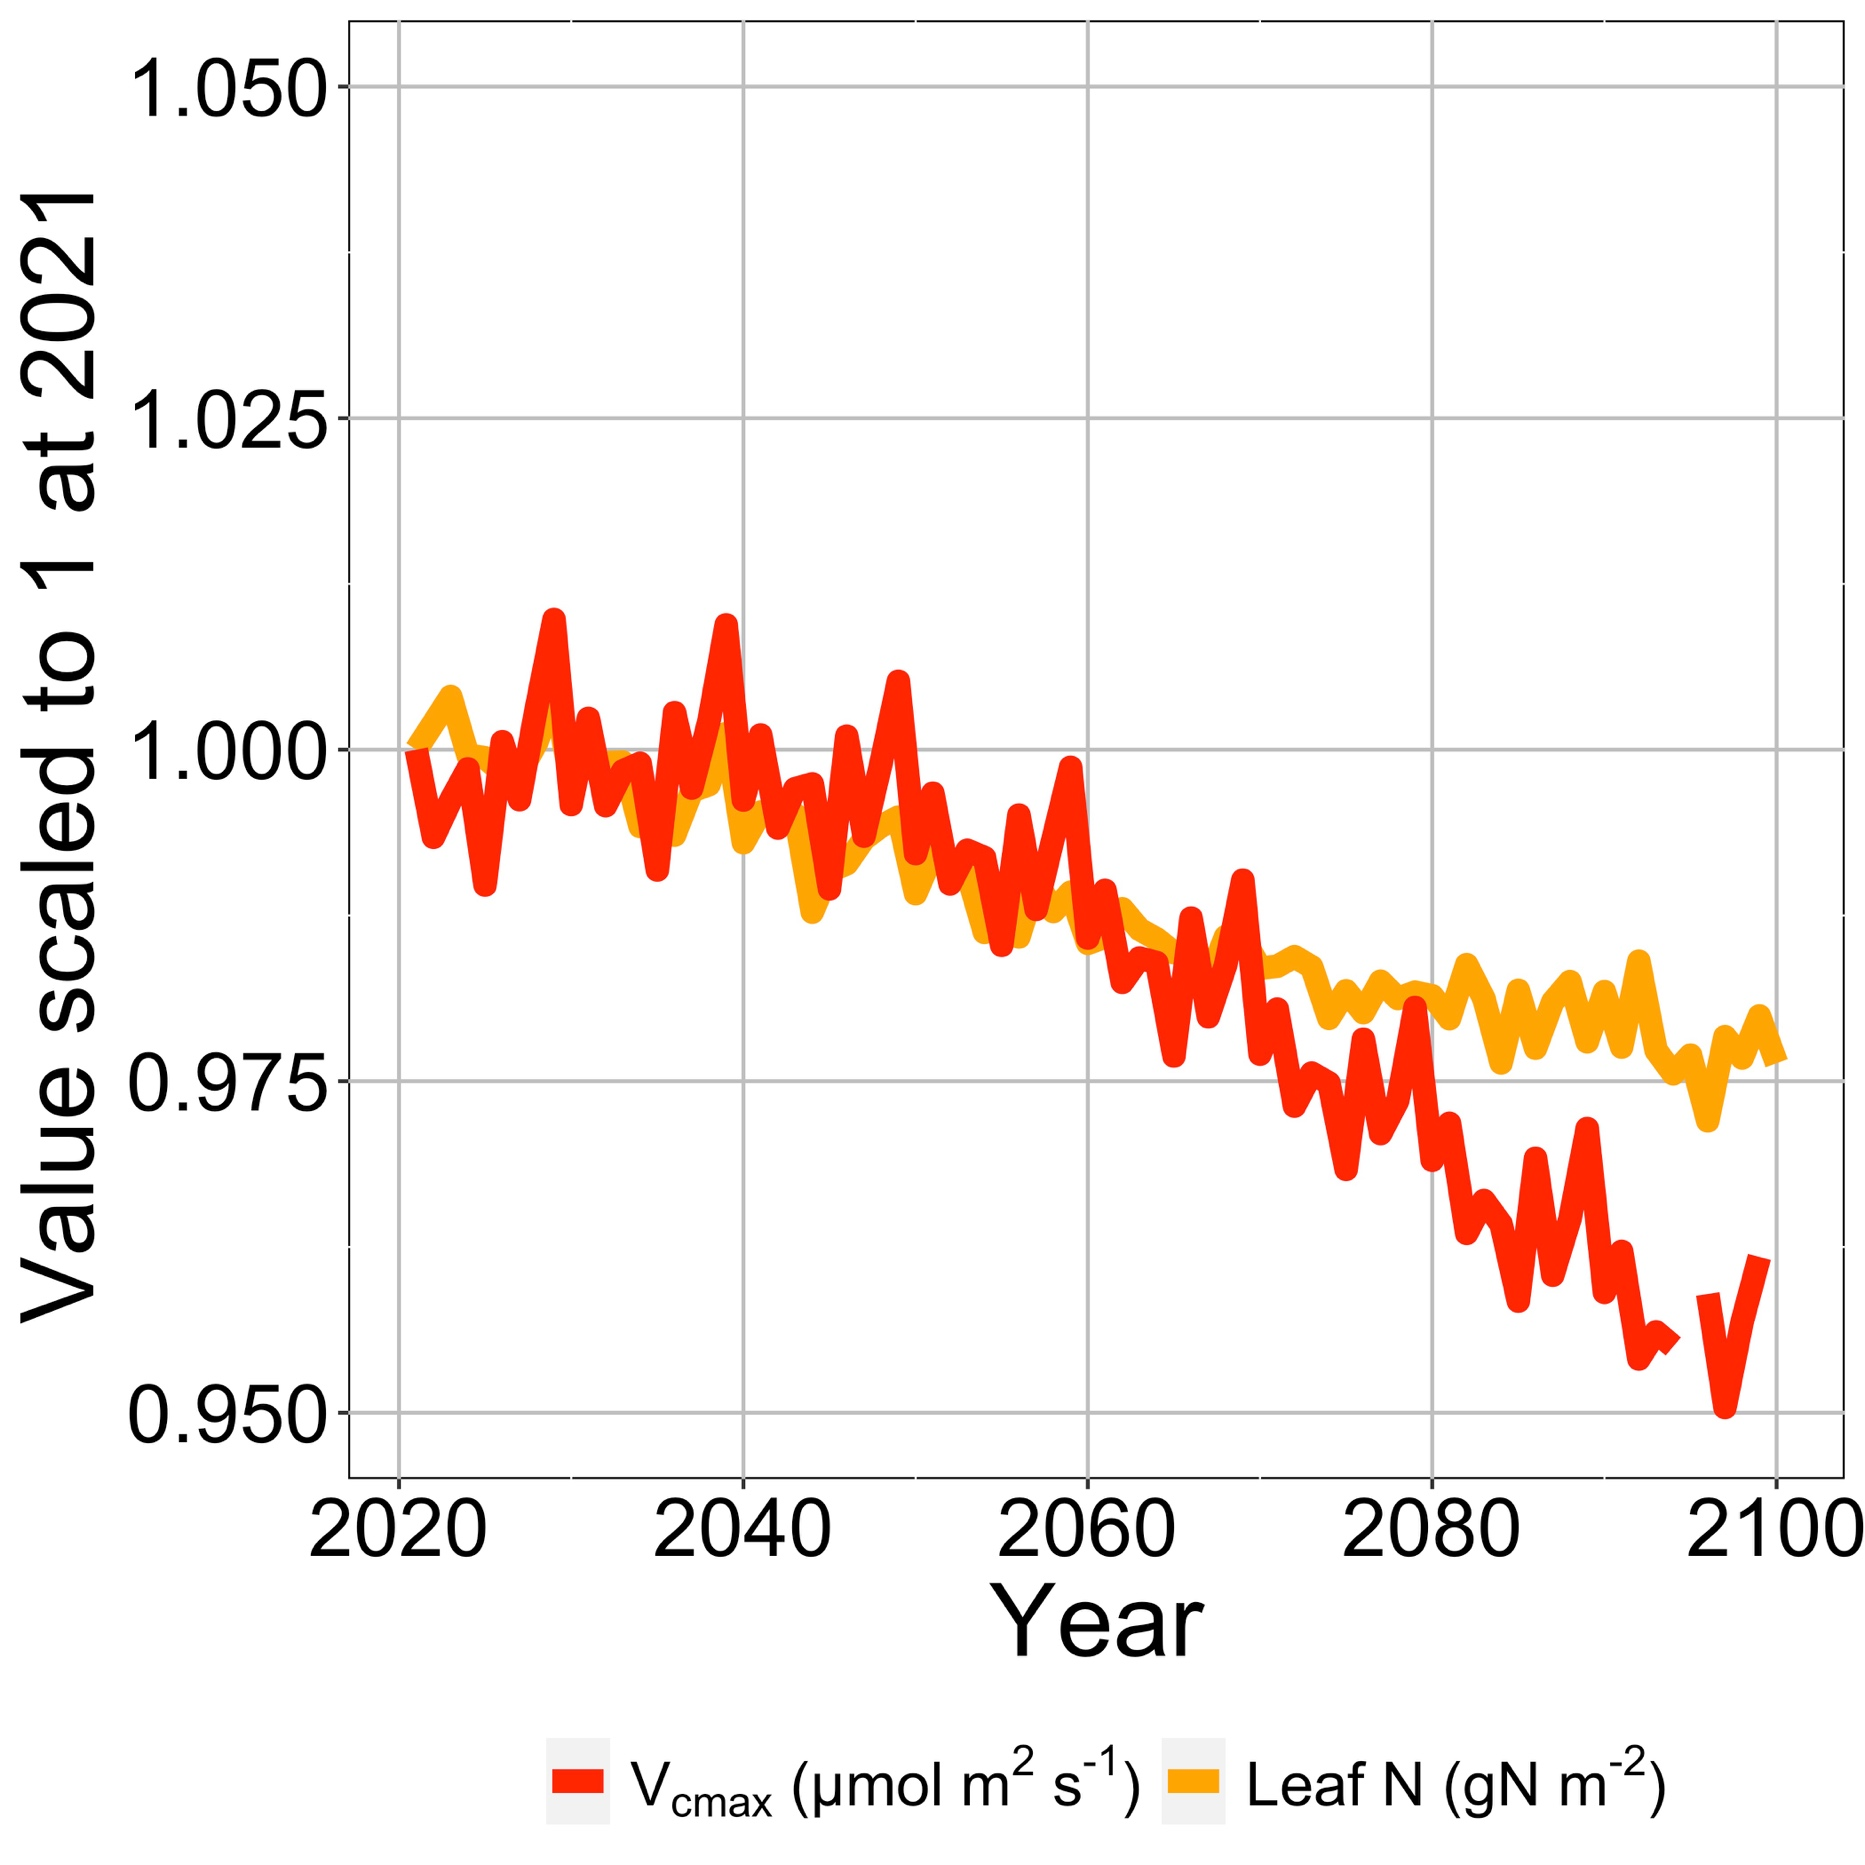 Value scaled to 1 at 2021
1.050
1.025
1.000
0.975
0.950
2020 2040 2060 2080 2100
Year
Vcmax (μmol m² s⁻¹) Leaf N (gN m⁻²)